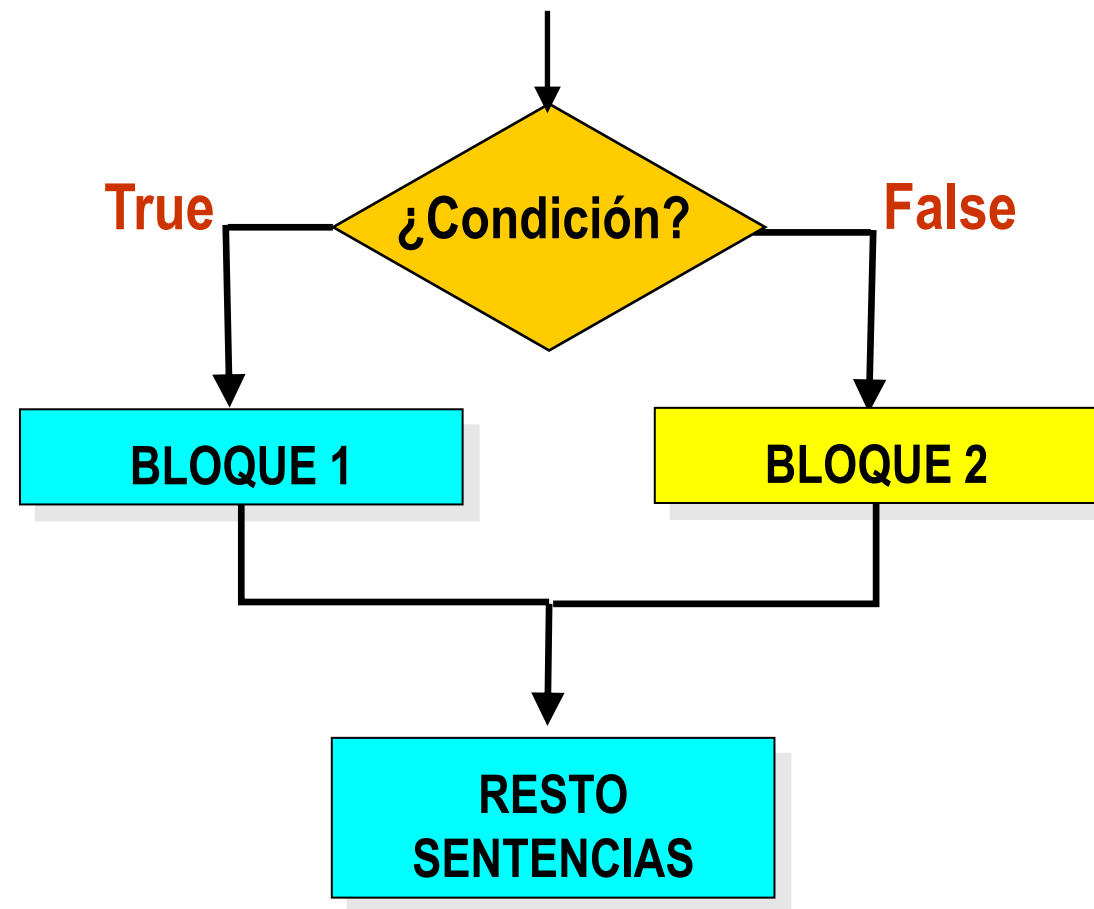 ¿Condición?
True
False
BLOQUE 1
BLOQUE 2
RESTO
SENTENCIAS